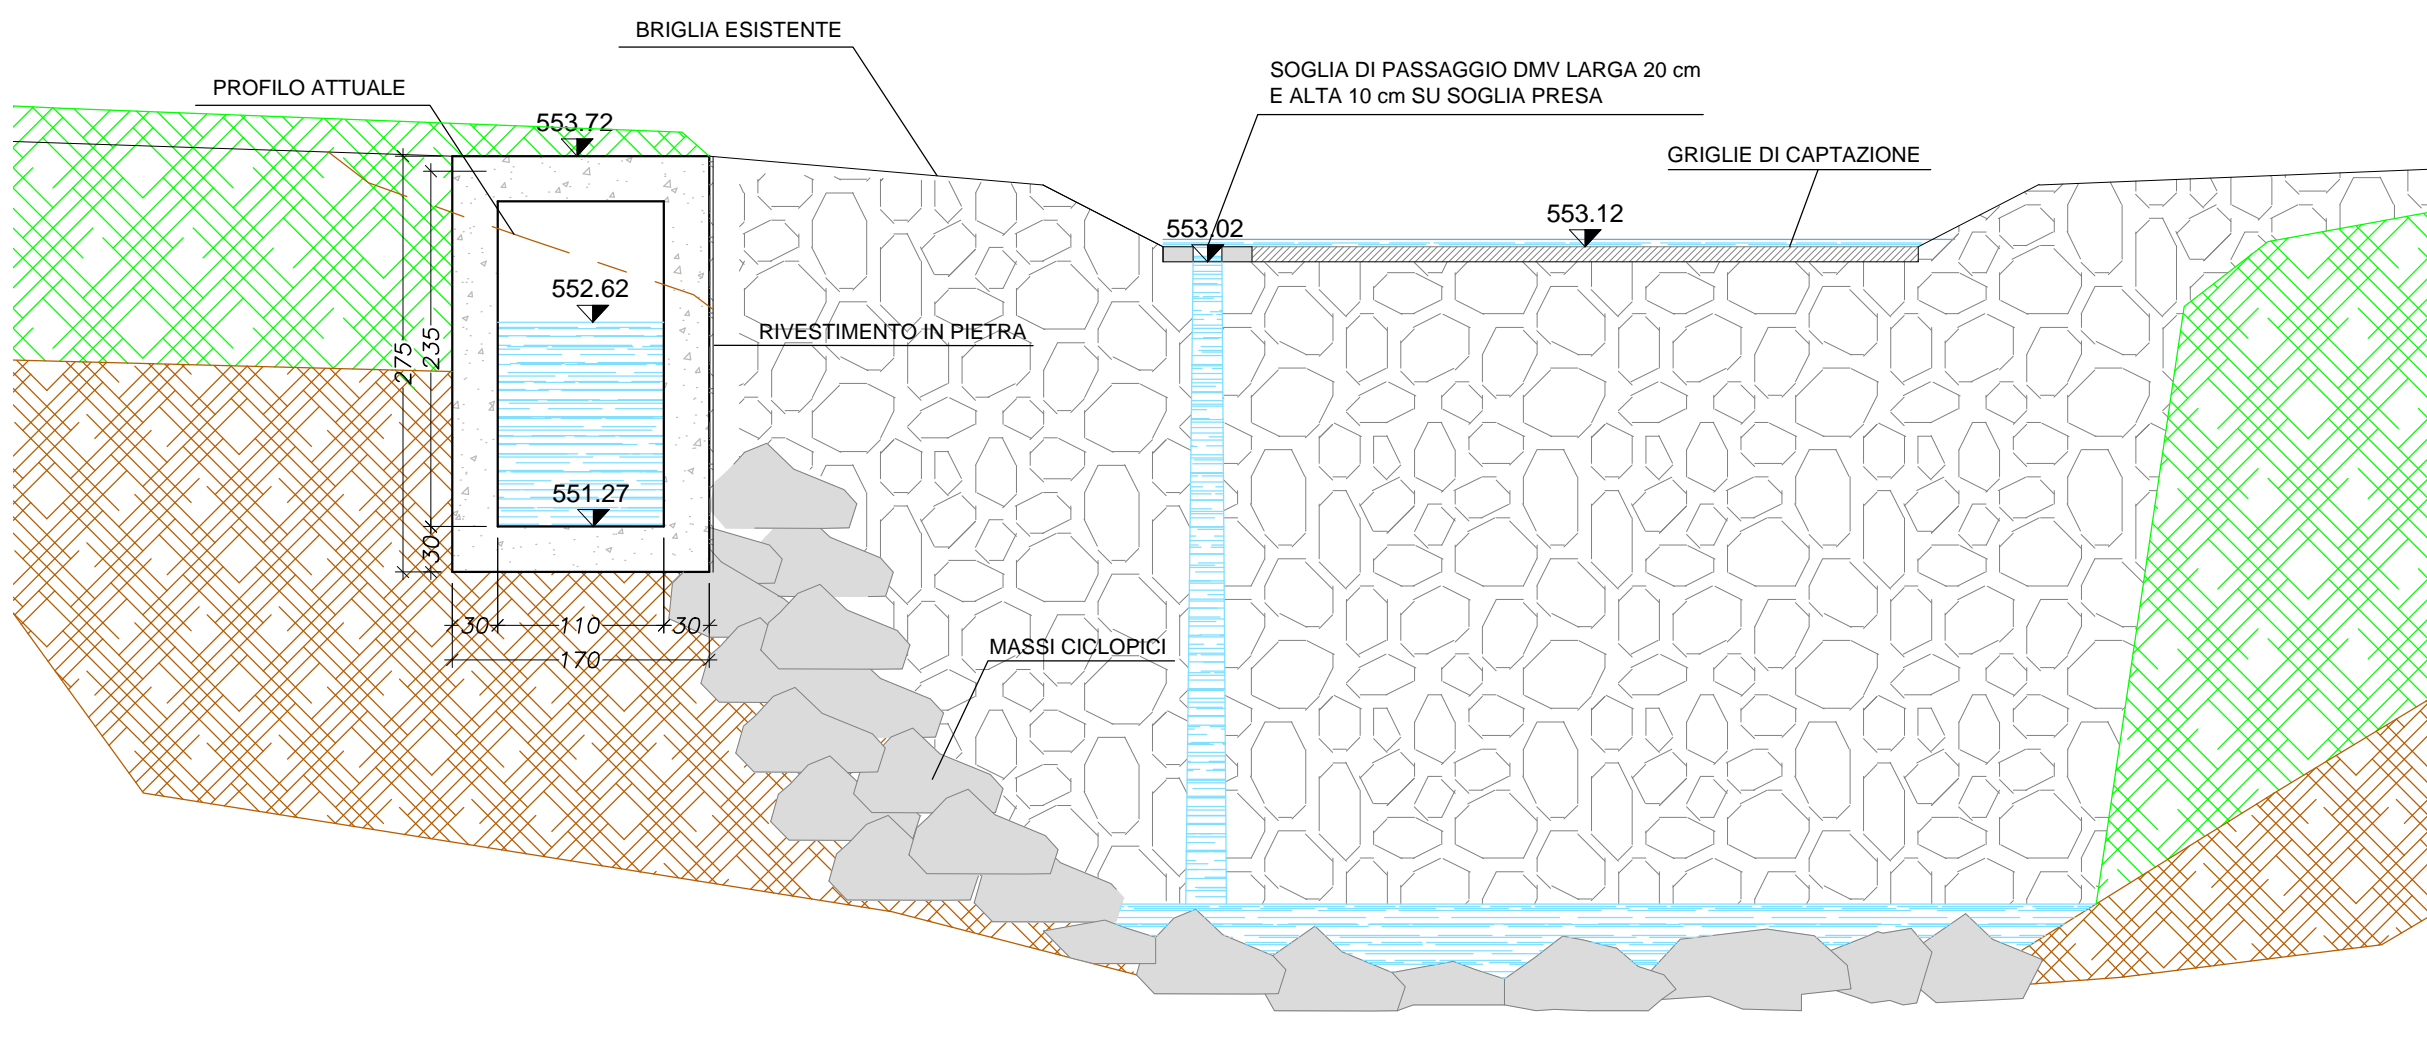 BRIGLIA ESISTENTE
SOGLIA DI PASSAGGIO DMV LARGA 20 cm
E ALTA 10 cm SU SOGLIA PRESA
PROFILO ATTUALE
553.72
GRIGLIE DI CAPTAZIONE
553.02
553.12
552.62
RIVESTIMENTO IN PIETRA
275
235
551.27
30
30
110
30
170
MASSI CICLOPICI